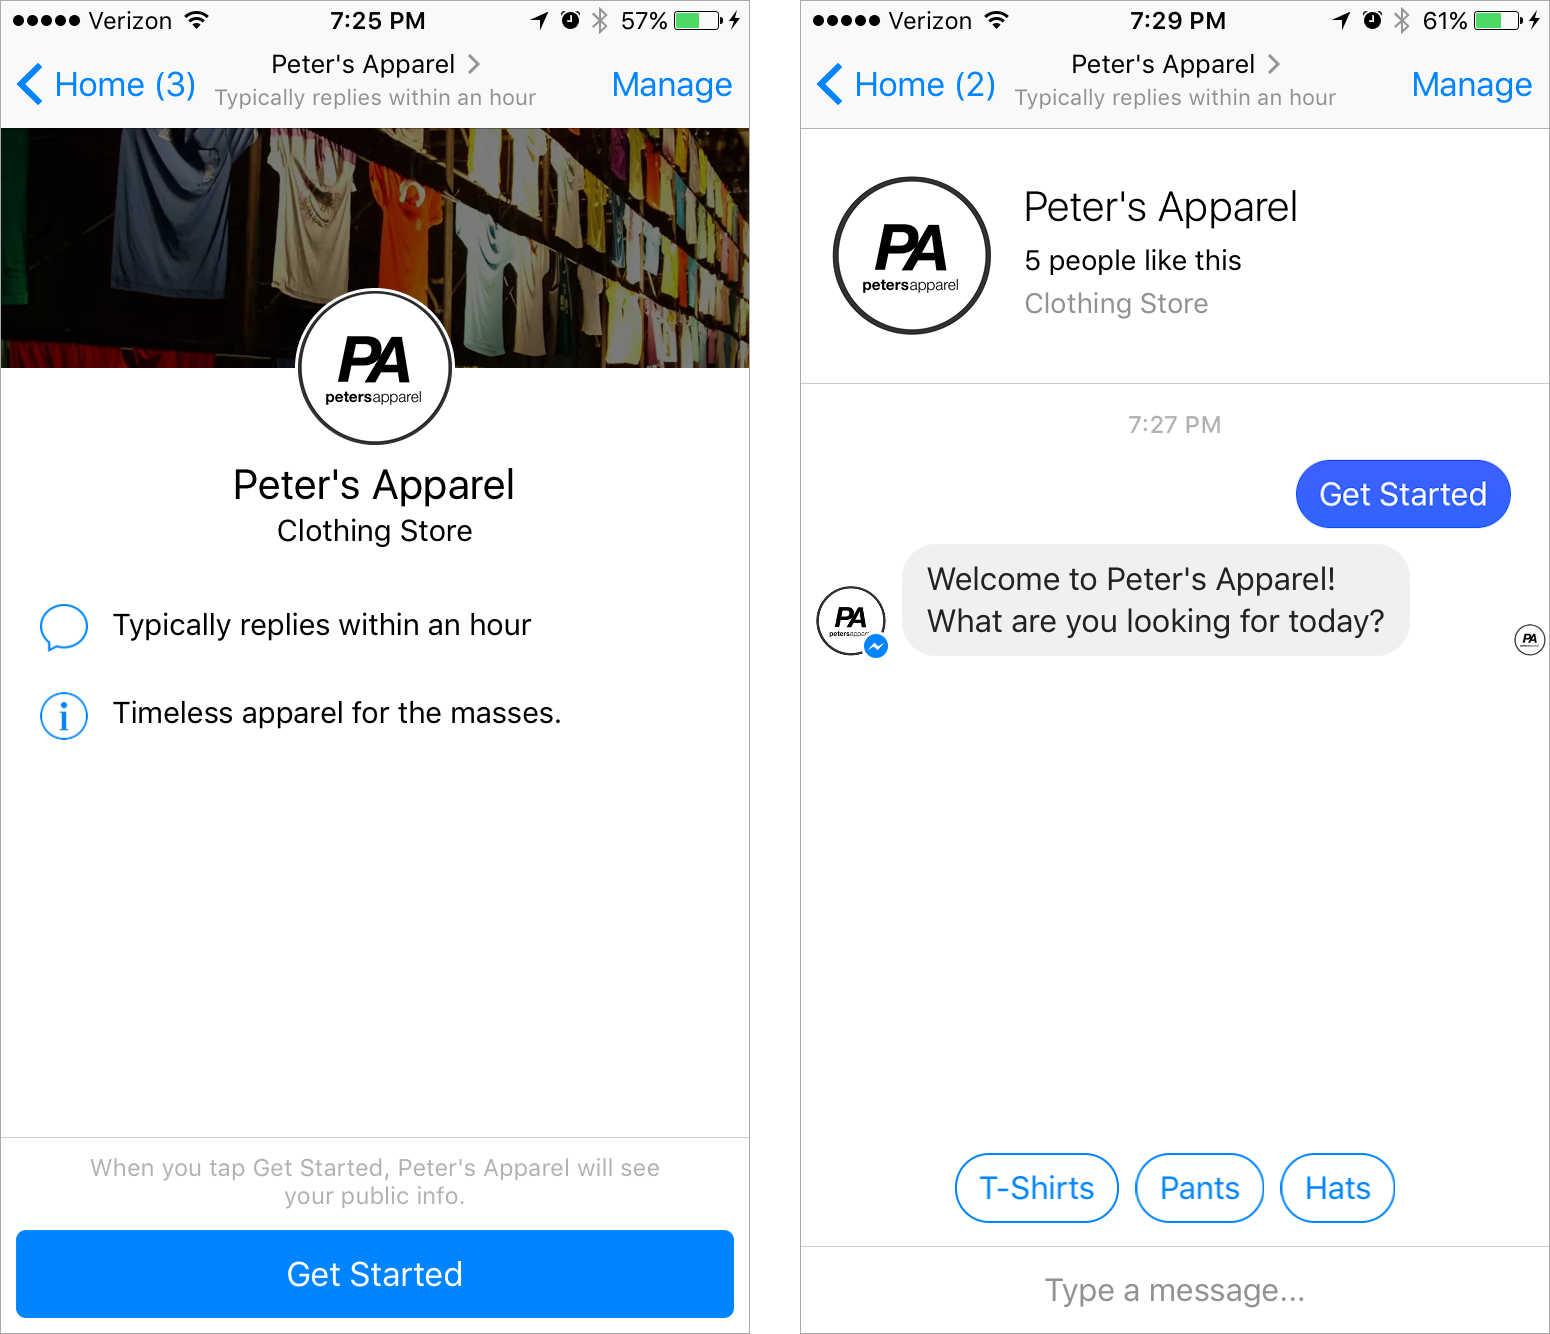 Verizon 7:25 PM 57%
Home (3) Peter's Apparel Manage
Typically replies within an hour
PA
petersapparel
Peter's Apparel
Clothing Store
Typically replies within an hour
Timeless apparel for the masses.
When you tap Get Started, Peter's Apparel will see
your public info.
Get Started
Verizon 7:29 PM 61%
Home (2) Peter's Apparel Manage
Typically replies within an hour
PA
petersapparel
Peter's Apparel
5 people like this
Clothing Store
7:27 PM
Get Started
Welcome to Peter's Apparel!
What are you looking for today?
PA
petersapparel
PA
T-Shirts Pants Hats
Type a message...